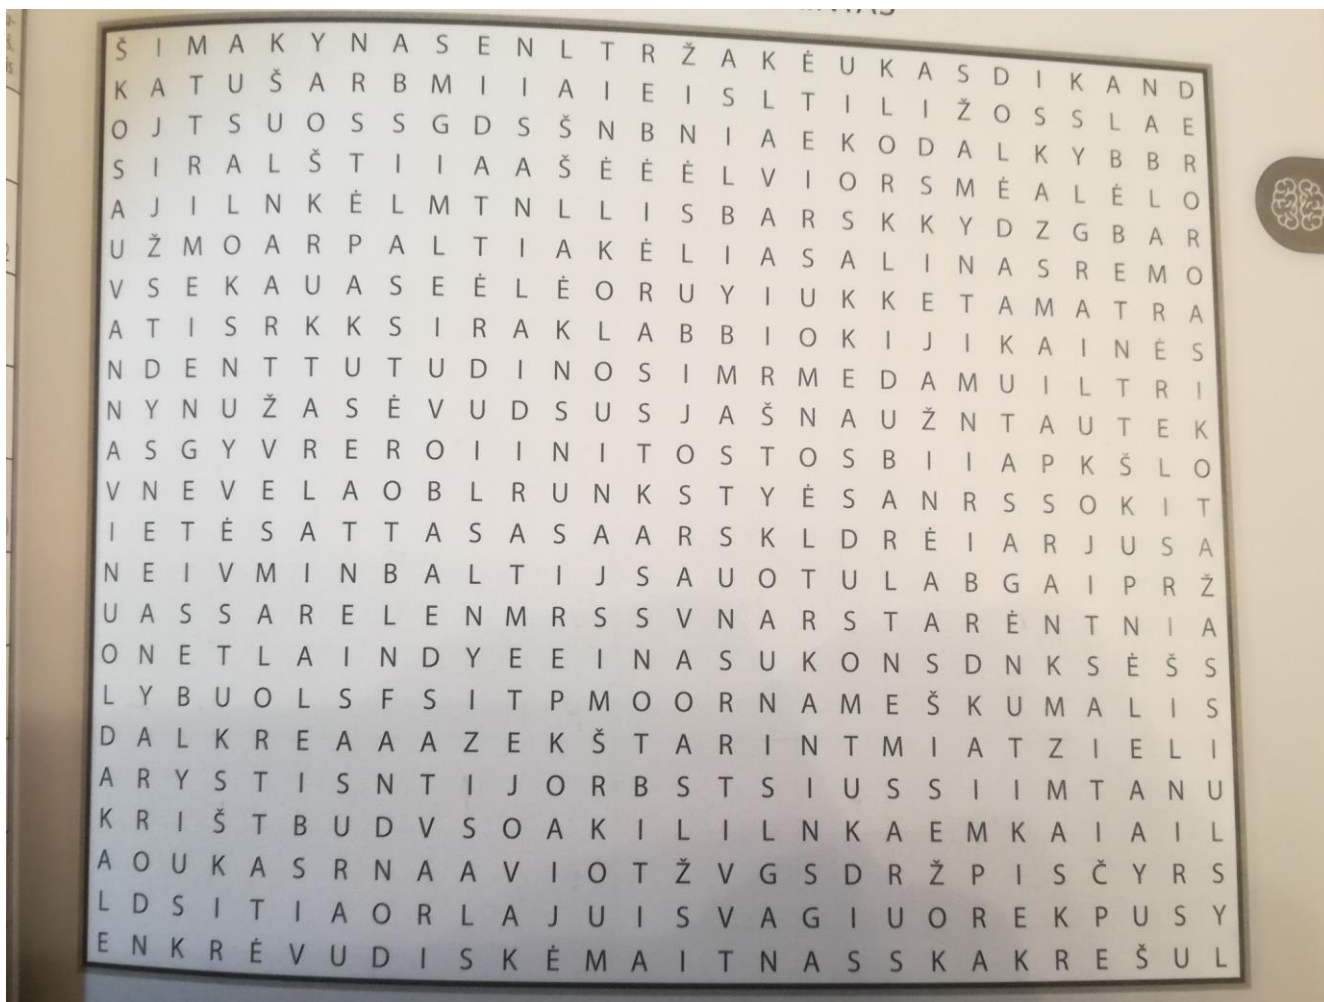 Š I M A K Y N A S E N L T R Ž A K Ė U K A S D I K A N D
K A T U Š A R B M I I A I E I S L T I L I Ž O S S L A E
O J T S U O S S G D S Š N B N I A E K O D A L K Y B B R
S I R A L Š T I I A A Š Ė Ė Ė L V I O R S M Ė A L Ė L O
A J I L N K Ė L M T N L L I S B A R S K K Y D Z G B A R
U Ž M O A R P A L T I A K Ė L I A S A L I N A S R E M O
V S E K A U A S E Ė L Ė O R U Y I U K K E T A M A T R A
A T I S R K K S I R A K L A B B I O K I J I K A I N Ė S
N D E N T T U T U D I N O S I M R M E D A M U I L T R I
N Y N U Ž A S Ė V U D S U S J A Š N A U Ž N T A U T E K
A S G Y V R E R O I I N I T O S T O S B I I A P K Š L O
V N E V E L A O B L R U N K S T Y Ė S A N R S S O K I T
I E T Ė S A T T A S A S A A R S K L D R Ė I A R J U S A
N E I V M I N B A L T I J S A U O T U L A B G A I P R Ž
U A S S A R E L E N M R S S V N A R S T A R Ė N T N I A
O N E T L A I N D Y E E I N A S U K O N S D N K S Ė Š S
L Y B U O L S F S I T P M O O R N A M E Š K U M A L I S
D A L K R E A A A Z E K Š T A R I N T M I A T Z I E L I
A R Y S T I S N T I J O R B S T S I U S S I I M T A N U
K R I Š T B U D V S O A K I L I L N K A E M K A I A I L
A O U K A S R N A A V I O T Ž V G S D R Ž P I S Č Y R S
L D S I T I A O R L A J U I S V A G I U O R E K P U S Y
E N K R Ė V U D I S K Ė M A I T N A S S K A K R E Š U L